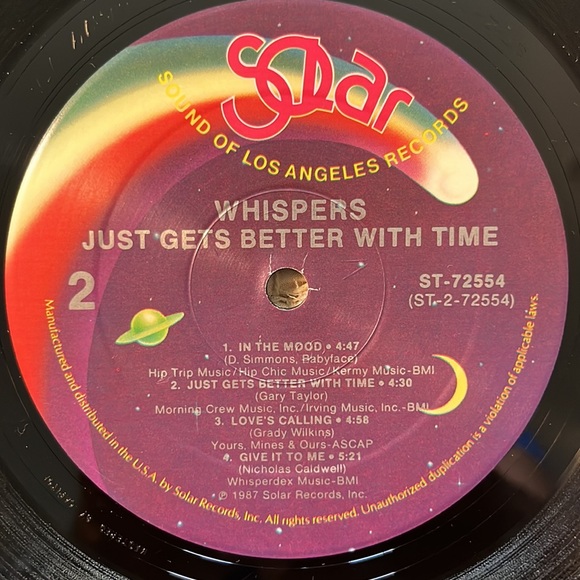 Solar
SOUND OF LOS ANGELES RECORDS
WHISPERS
JUST GETS BETTER WITH TIME
2
ST-72554
(ST-2-72554)
1. IN THE MOOD • 4:47
(D. Simmons, Babyface)
Hip Trip Music/Hip Chic Music/Kermy Music-BMI
2. JUST GETS BETTER WITH TIME • 4:30
(Gary Taylor)
Morning Crew Music, Inc./Irving Music, Inc.-BMI
3. LOVE'S CALLING • 4:58
(Grady Wilkins)
Yours, Mines & Ours-ASCAP
4. GIVE IT TO ME • 5:21
(Nicholas Caldwell)
Whisperdex Music-BMI
℗ 1987 Solar Records, Inc.
Manufactured and distributed in the U.S.A. by Solar Records, Inc. All rights reserved. Unauthorized duplication is a violation of applicable laws.